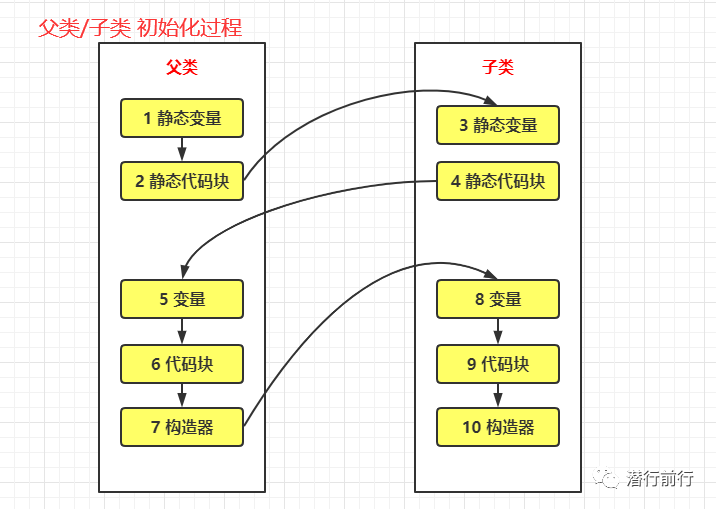 父类/子类 初始化过程
父类
1 静态变量
2 静态代码块
5 变量
6 代码块
7 构造器
子类
3 静态变量
4 静态代码块
8 变量
9 代码块
10 构造器
潜行前行